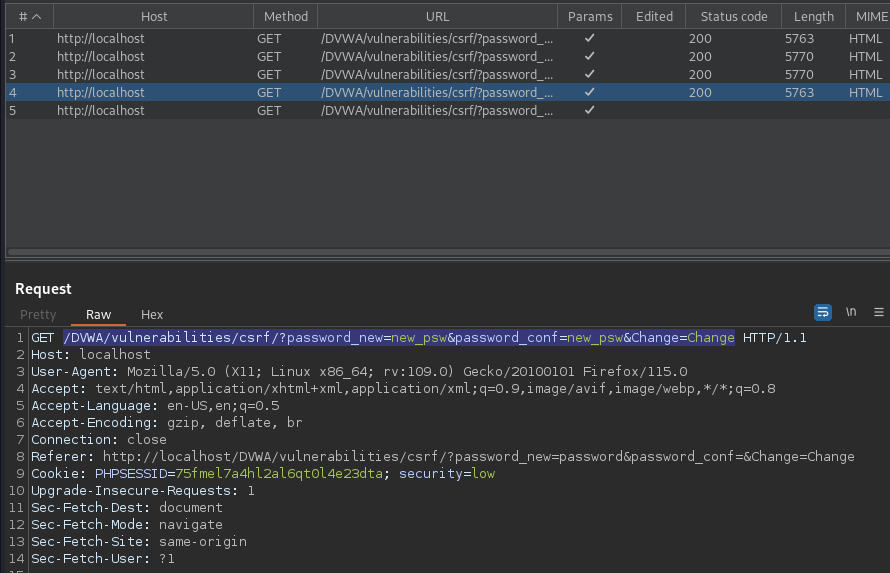 # Host Method URL Params Edited Status code Length MIME
1 http://localhost GET /DVWA/vulnerabilities/csrf/?password_... ✓ 200 5763 HTML
2 http://localhost GET /DVWA/vulnerabilities/csrf/?password_... ✓ 200 5770 HTML
3 http://localhost GET /DVWA/vulnerabilities/csrf/?password_... ✓ 200 5770 HTML
4 http://localhost GET /DVWA/vulnerabilities/csrf/?password_... ✓ 200 5763 HTML
5 http://localhost GET /DVWA/vulnerabilities/csrf/?password_... ✓
Request
Pretty Raw Hex \n
1 GET /DVWA/vulnerabilities/csrf/?password_new=new_psw&password_conf=new_psw&Change=Change HTTP/1.1
2 Host: localhost
3 User-Agent: Mozilla/5.0 (X11; Linux x86_64; rv:109.0) Gecko/20100101 Firefox/115.0
4 Accept: text/html,application/xhtml+xml,application/xml;q=0.9,image/avif,image/webp,*/*;q=0.8
5 Accept-Language: en-US,en;q=0.5
6 Accept-Encoding: gzip, deflate, br
7 Connection: close
8 Referer: http://localhost/DVWA/vulnerabilities/csrf/?password_new=password&password_conf=&Change=Change
9 Cookie: PHPSESSID=75fmel7a4hl2al6qt0l4e23dta; security=low
10 Upgrade-Insecure-Requests: 1
11 Sec-Fetch-Dest: document
12 Sec-Fetch-Mode: navigate
13 Sec-Fetch-Site: same-origin
14 Sec-Fetch-User: ?1